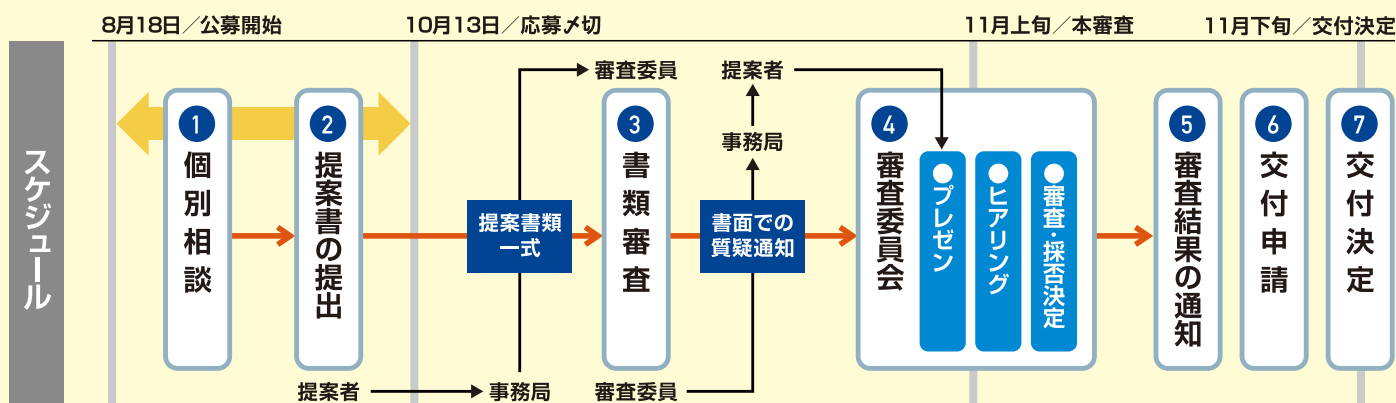 8月18日／公募開始
10月13日／応募〆切
11月上旬／本審査
11月下旬／交付決定
スケジュール
1
個別相談
2
提案書の提出
提案者
事務局
提案書類
一式
審査委員
3
書類審査
審査委員
書面での
質疑通知
事務局
提案者
4
審査委員会
●プレゼン
●ヒアリング
●審査・採否決定
5
審査結果の通知
6
交付申請
7
交付決定